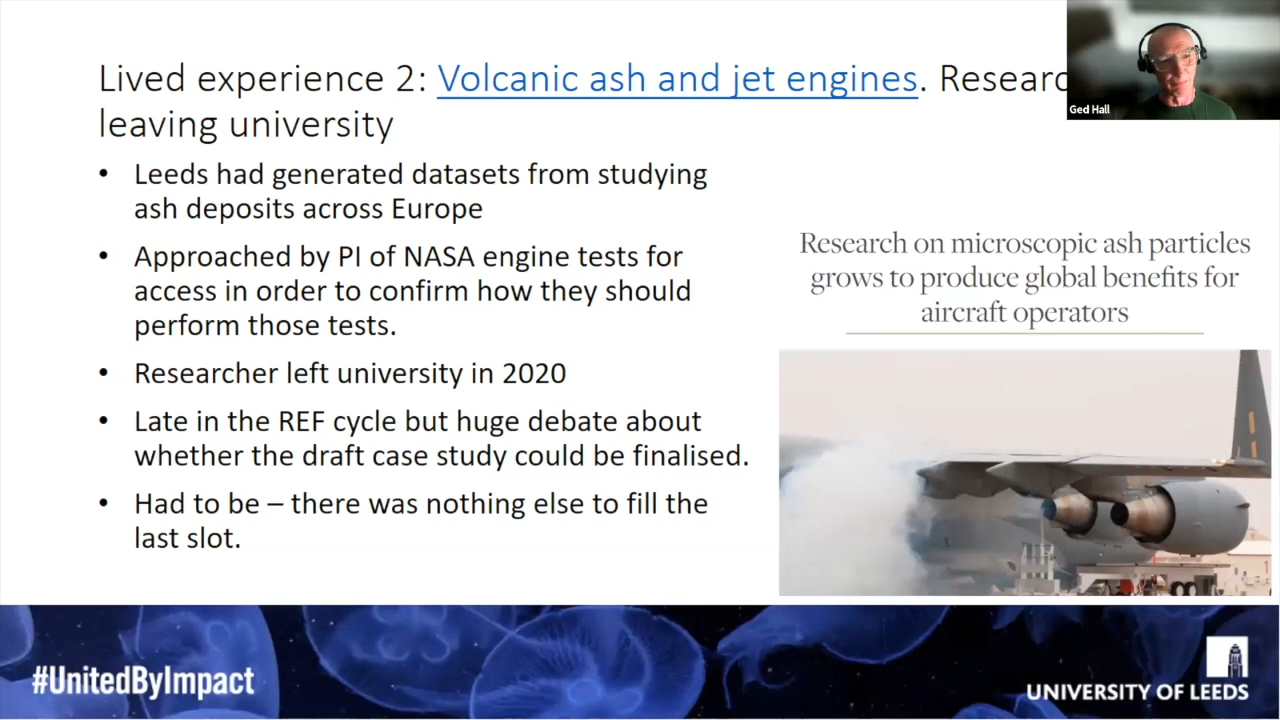 Lived experience 2: Volcanic ash and jet engines. Researc
leaving university
Ged Hall
• Leeds had generated datasets from studying
ash deposits across Europe
• Approached by PI of NASA engine tests for
access in order to confirm how they should
perform those tests.
• Researcher left university in 2020
• Late in the REF cycle but huge debate about
whether the draft case study could be finalised.
• Had to be – there was nothing else to fill the
last slot.
Research on microscopic ash particles
grows to produce global benefits for
aircraft operators
#UnitedByImpact
UNIVERSITY OF LEEDS